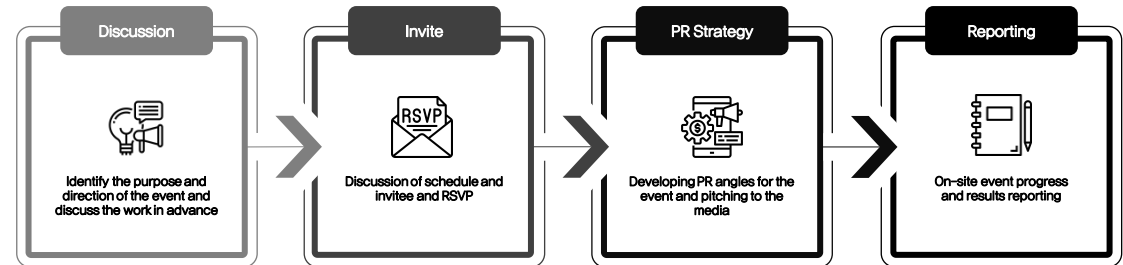 Discussion
Identify the purpose and
direction of the event and
discuss the work in advance
Invite
RSVP
Discussion of schedule and
invitee and RSVP
PR Strategy
$
Developing PR angles for the
event and pitching to the
media
Reporting
On-site event progress
and results reporting